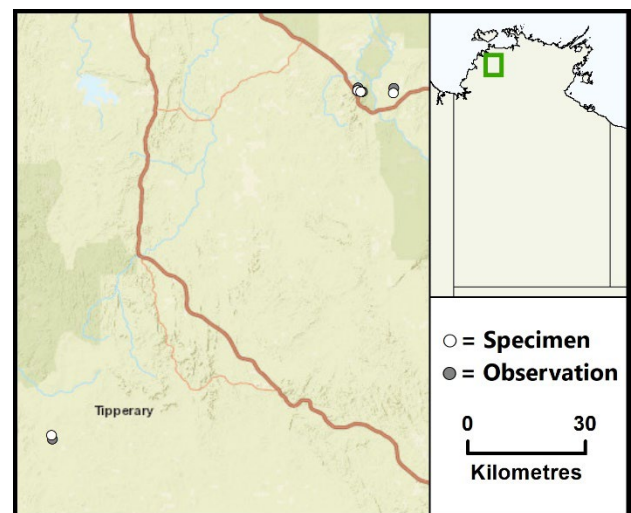 Tipperary
○ = Specimen
● = Observation
0 30
Kilometres